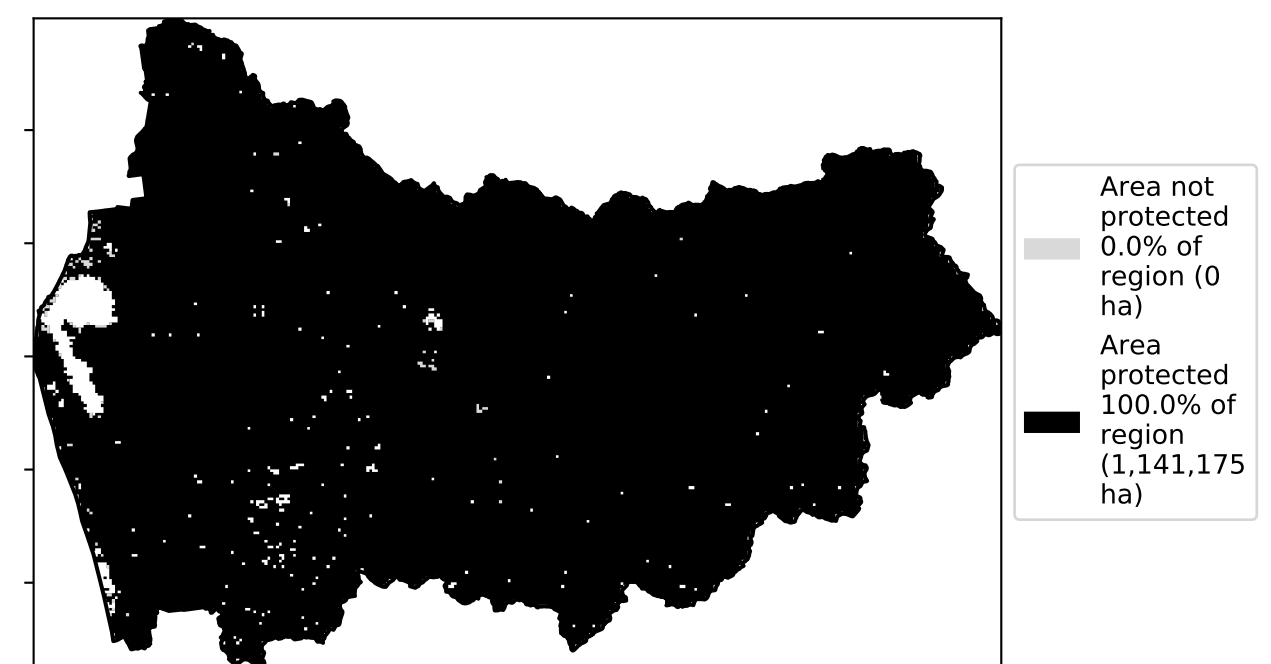 Area not
protected
0.0% of
region (0
ha)
Area
protected
100.0% of
region
(1,141,175
ha)